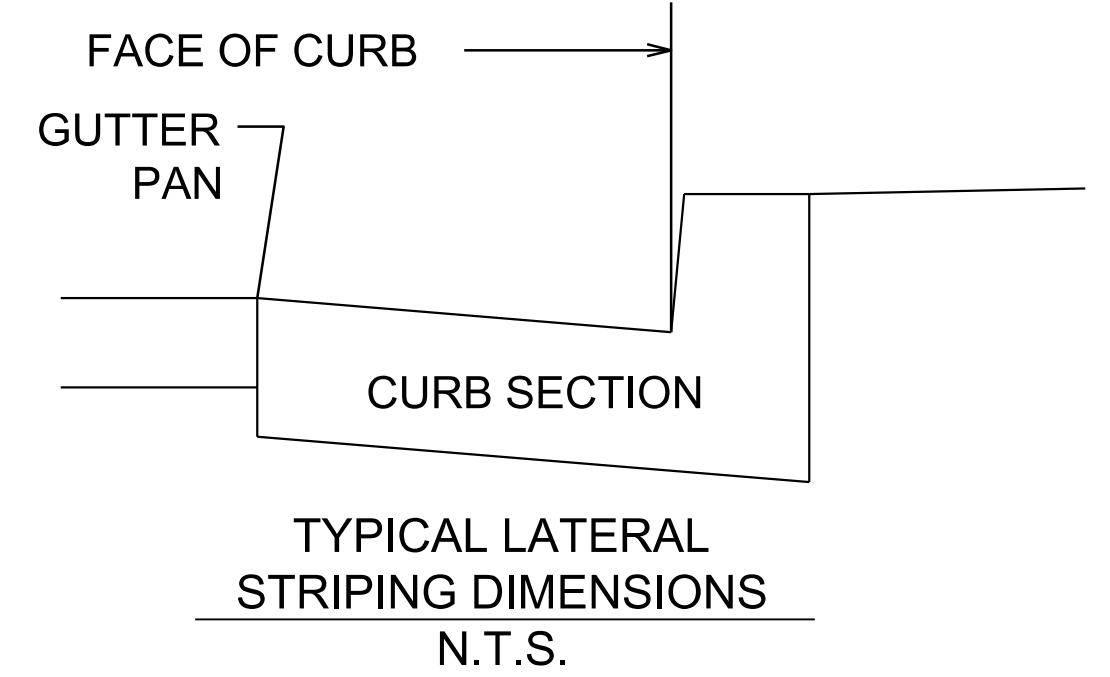 FACE OF CURB
GUTTER
PAN
CURB SECTION
TYPICAL LATERAL
STRIPING DIMENSIONS
N.T.S.